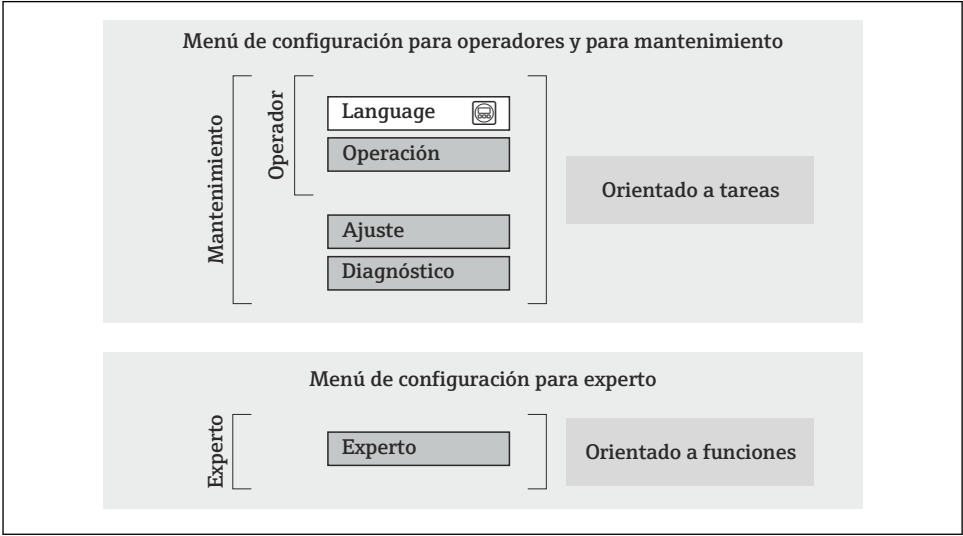 Menú de configuración para operadores y para mantenimiento
Mantenimiento
Operador
Language
Operación
Ajuste
Diagnóstico
Orientado a tareas
Menú de configuración para experto
Experto
Experto
Orientado a funciones